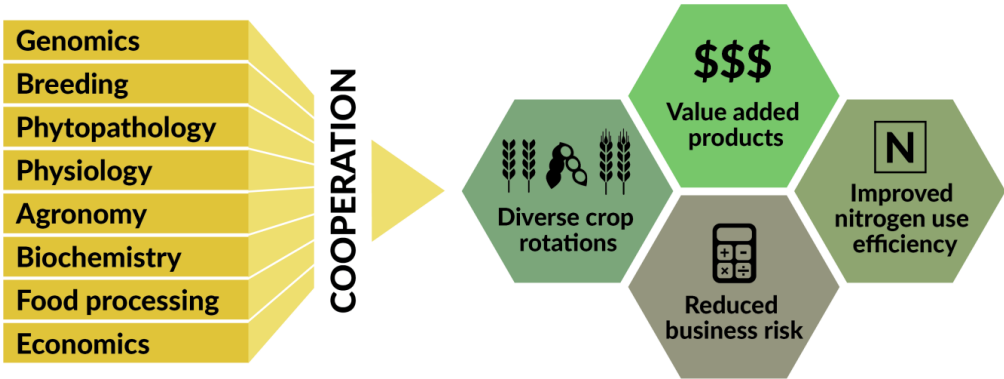 Genomics
Breeding
Phytopathology
Physiology
Agronomy
Biochemistry
Food processing
Economics
COOPERATION
$$$
Value added
products
Diverse crop
rotations
N
Improved
nitrogen use
efficiency
+ -
× ÷
Reduced
business risk